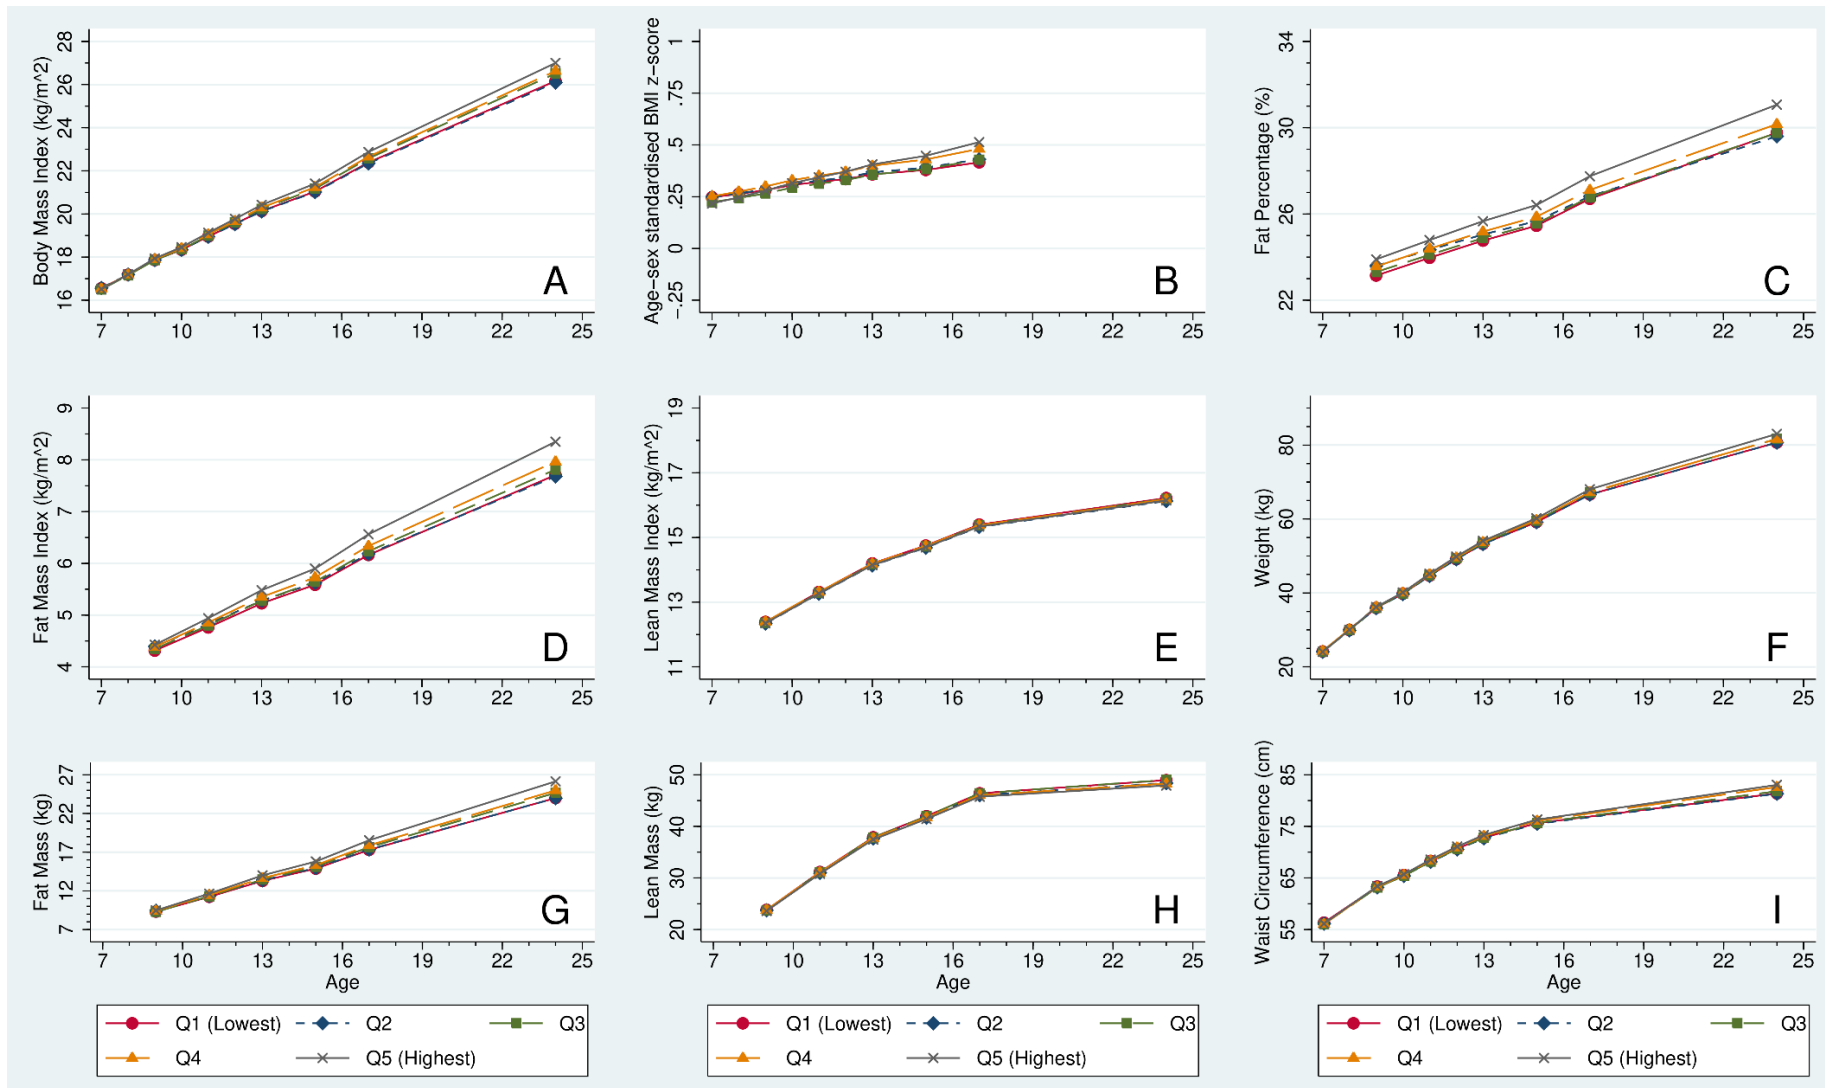 Body Mass Index (kg/m^2)
28
26
24
22
20
18
16
7 10 13 16 19 22 25
A
Age-sex standardised BMI z-score
1
.75
.5
.25
0
-.25
7 10 13 16 19 22 25
B
Fat Percentage (%)
34
30
26
22
7 10 13 16 19 22 25
C
Fat Mass Index (kg/m^2)
9
8
7
6
5
4
7 10 13 16 19 22 25
D
Lean Mass Index (kg/m^2)
19
17
15
13
11
7 10 13 16 19 22 25
E
Weight (kg)
80
60
40
20
7 10 13 16 19 22 25
F
Fat Mass (kg)
27
22
17
12
7
7 10 13 16 19 22 25
Age
G
Lean Mass (kg)
50
40
30
20
7 10 13 16 19 22 25
Age
H
Waist Circumference (cm)
85
75
65
55
7 10 13 16 19 22 25
Age
I
Q1 (Lowest) Q2 Q3
Q4 Q5 (Highest)
Q1 (Lowest) Q2 Q3
Q4 Q5 (Highest)
Q1 (Lowest) Q2 Q3
Q4 Q5 (Highest)